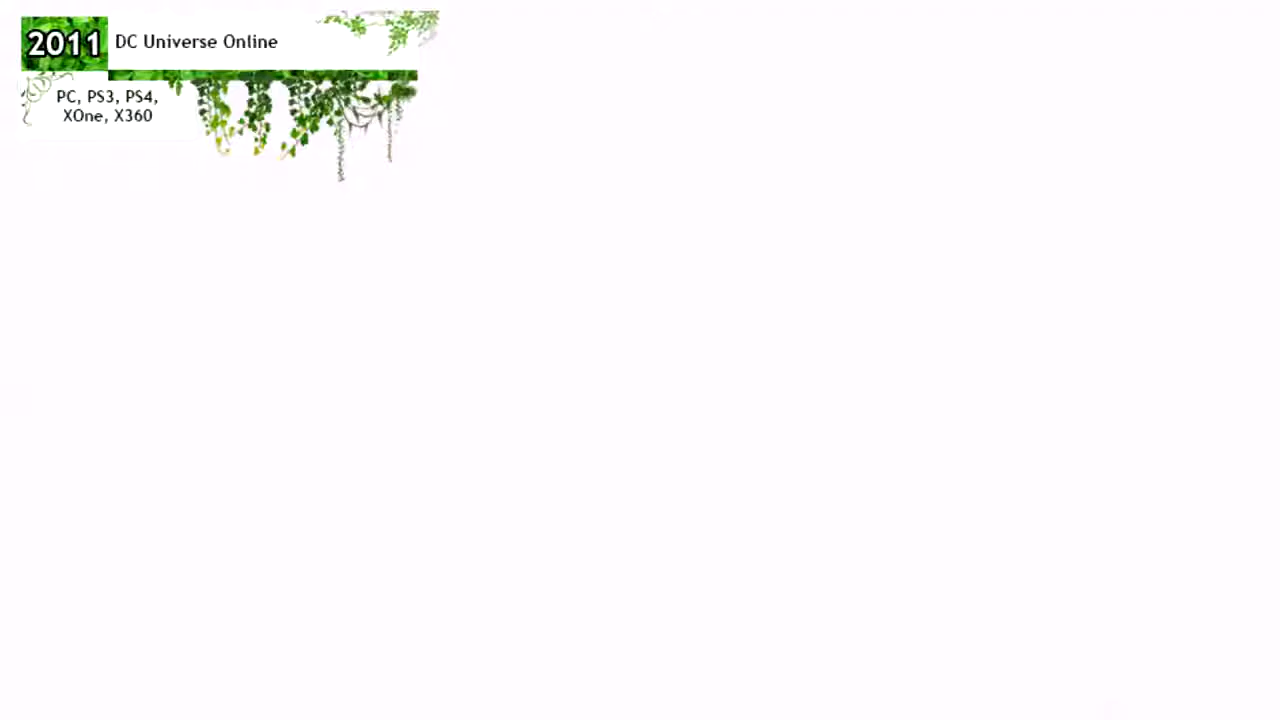 2011
DC Universe Online
PC, PS3, PS4,
XOne, X360